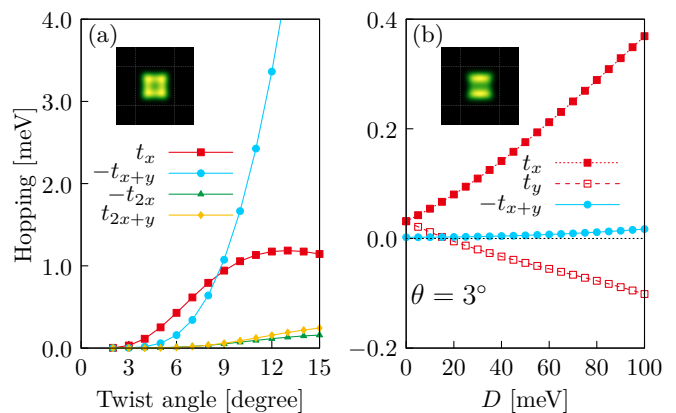 (a)
4.0
3.0
2.0
1.0
0.0
Hopping [meV]
t_x
−t_{x+y}
−t_{2x}
t_{2x+y}
0 3 6 9 12 15
Twist angle [degree]
(b)
0.4
0.2
0.0
−0.2
t_x
t_y
−t_{x+y}
θ = 3°
0 20 40 60 80 100
D [meV]